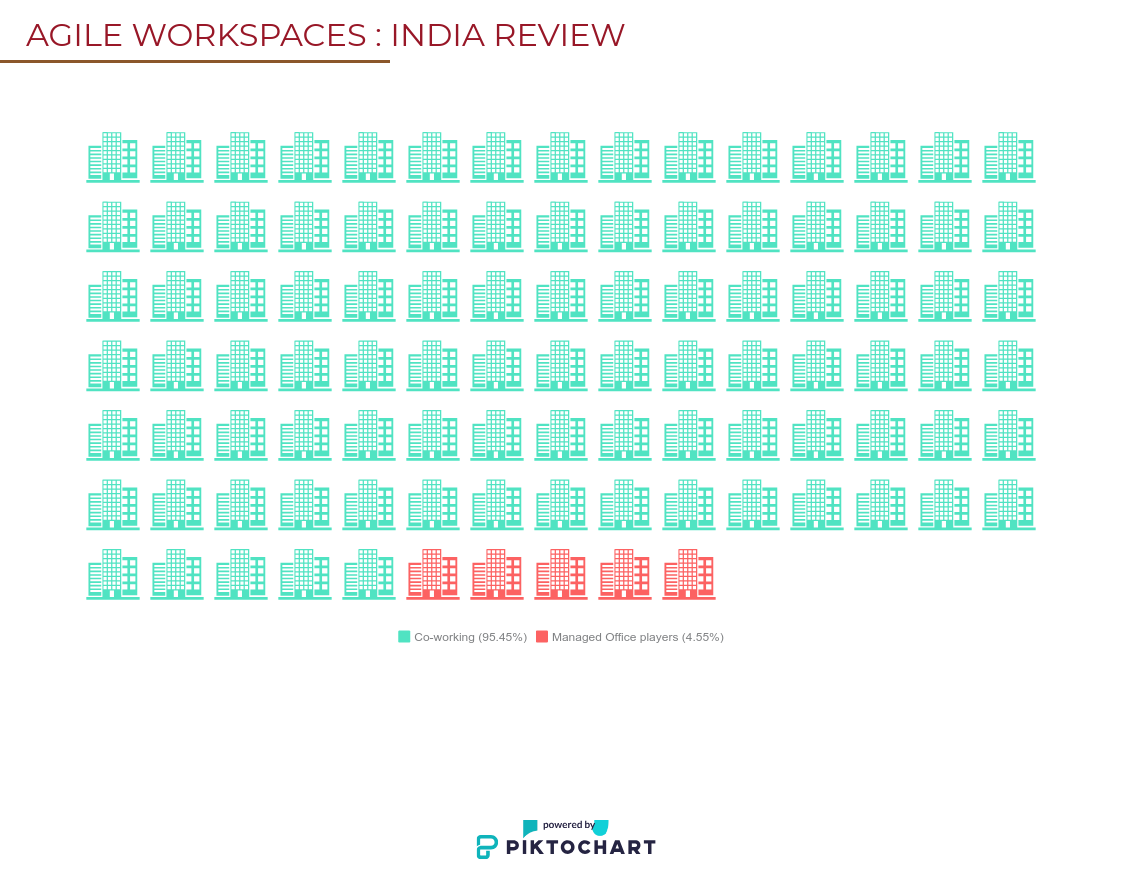 AGILE WORKSPACES : INDIA REVIEW
Co-working (95.45%) Managed Office players (4.55%)
powered by
PIKTOCHART